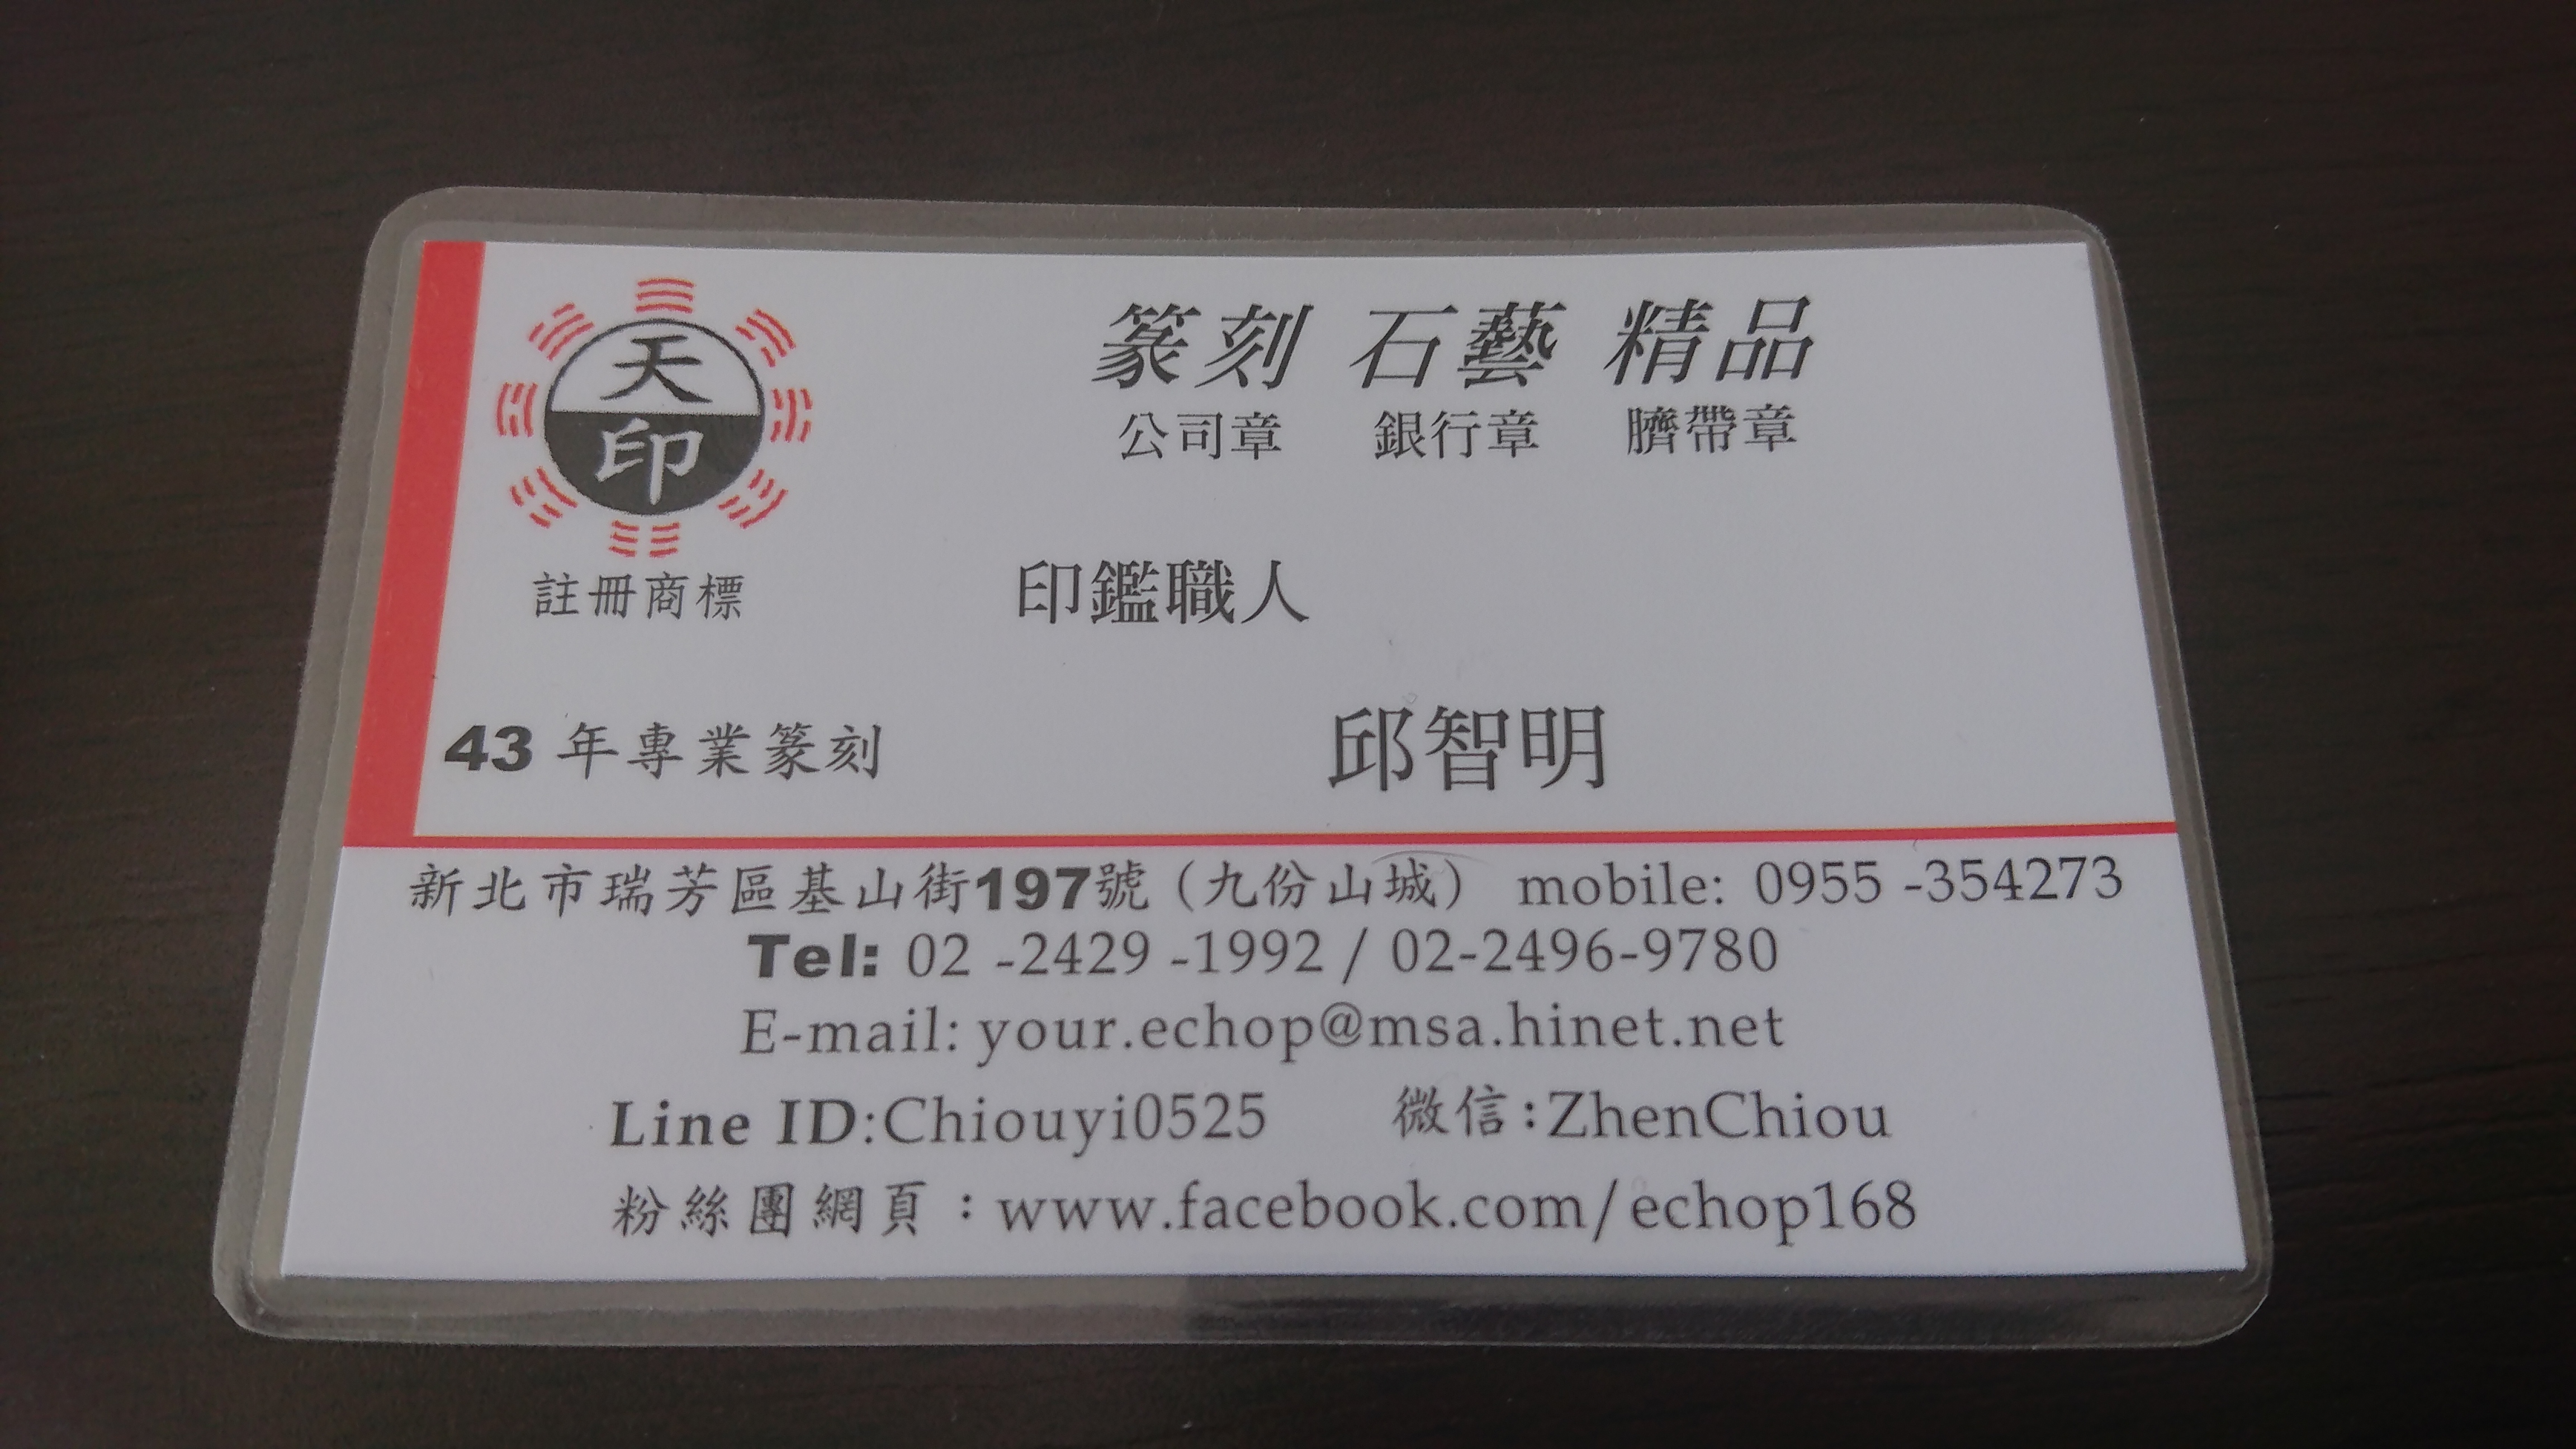 天
印
註冊商標
篆刻 石藝 精品
公司章 銀行章 臍帶章
印鑑職人
43 年專業篆刻 邱智明
新北市瑞芳區基山街197號（九份山城） mobile: 0955 -354273
Tel: 02 -2429 -1992 / 02-2496-9780
E-mail: your.echop@msa.hinet.net
Line ID:Chiouyi0525 微信:ZhenChiou
粉絲團網頁：www.facebook.com/echop168